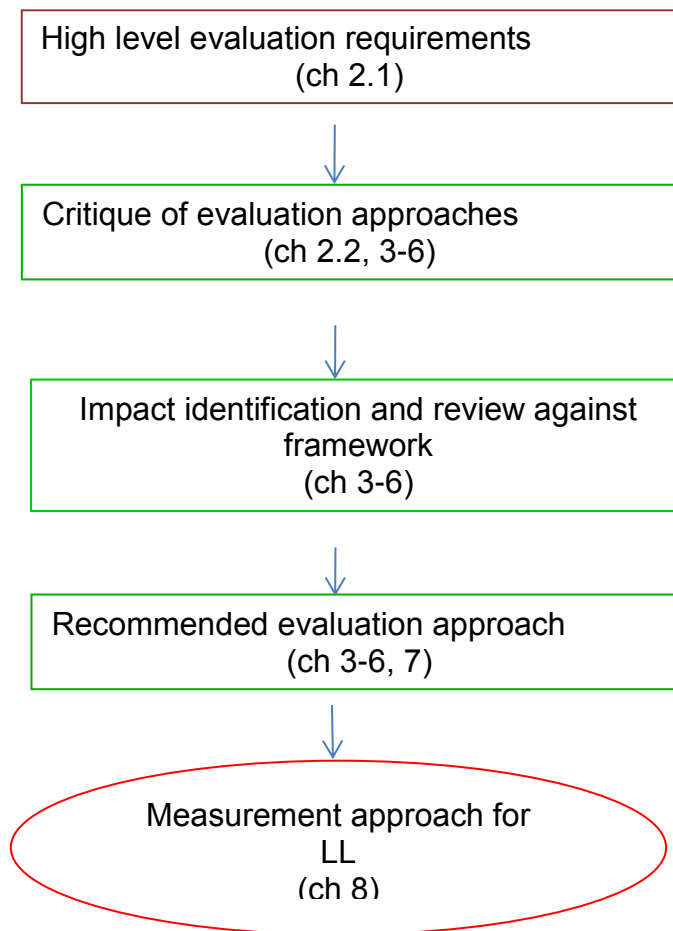 High level evaluation requirements
(ch 2.1)
Critique of evaluation approaches
(ch 2.2, 3-6)
Impact identification and review against
framework
(ch 3-6)
Recommended evaluation approach
(ch 3-6, 7)
Measurement approach for
LL
(ch 8)